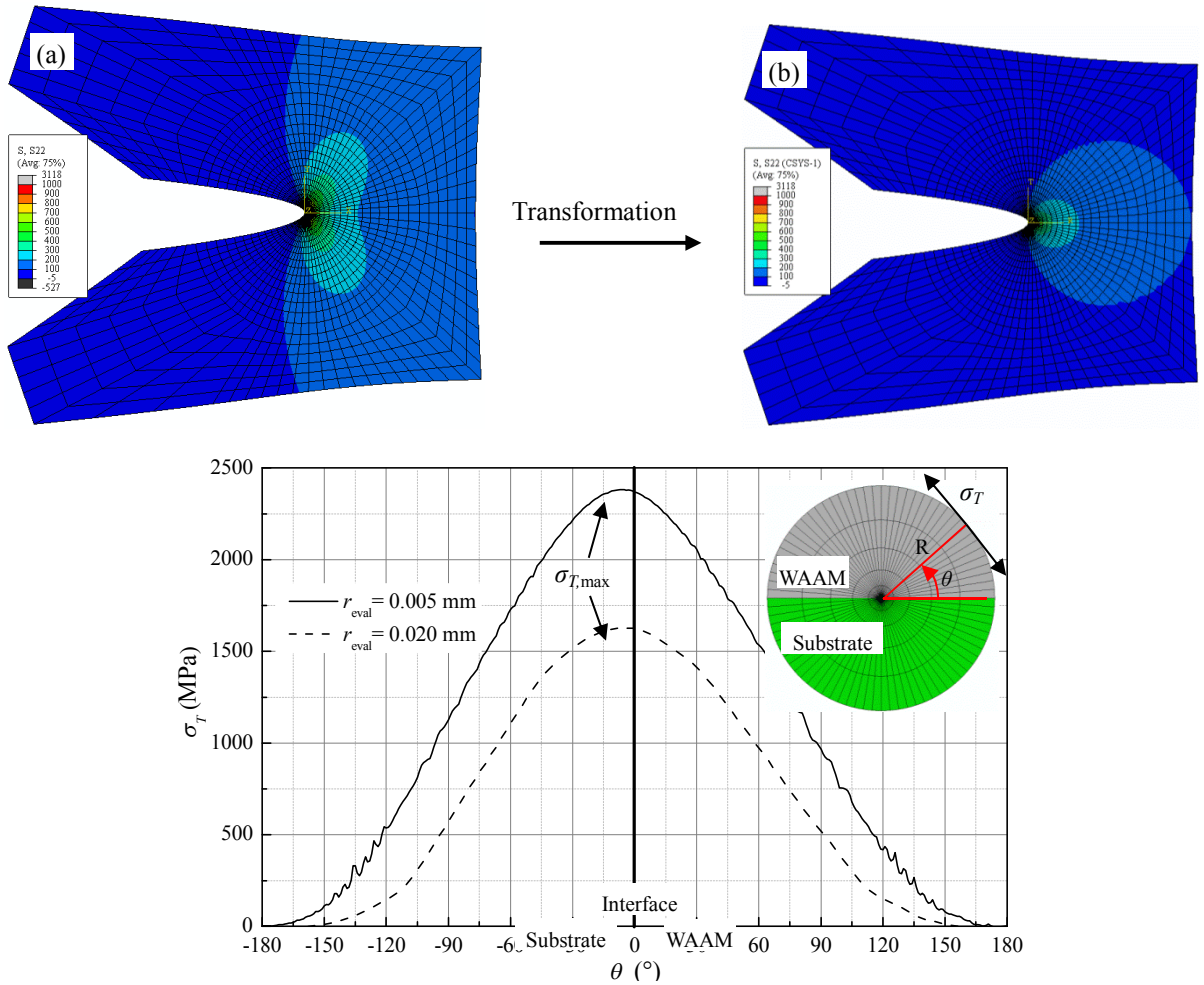 (a)
S, S22
(Avg: 75%)
3118
1000
900
800
700
600
500
400
300
200
100
-5
-527
Transformation
(b)
S, S22 (CSYS-1)
(Avg: 75%)
3118
1000
900
800
700
600
500
400
300
200
100
-5
T
2500
2000
1500
1000
500
0
σT (MPa)
σT,max
reval= 0.005 mm
reval= 0.020 mm
σT
R
θ
WAAM
Substrate
Interface
Substrate
WAAM
-180
-150
-120
-90
-60
-30
0
30
60
90
120
150
180
θ (°)